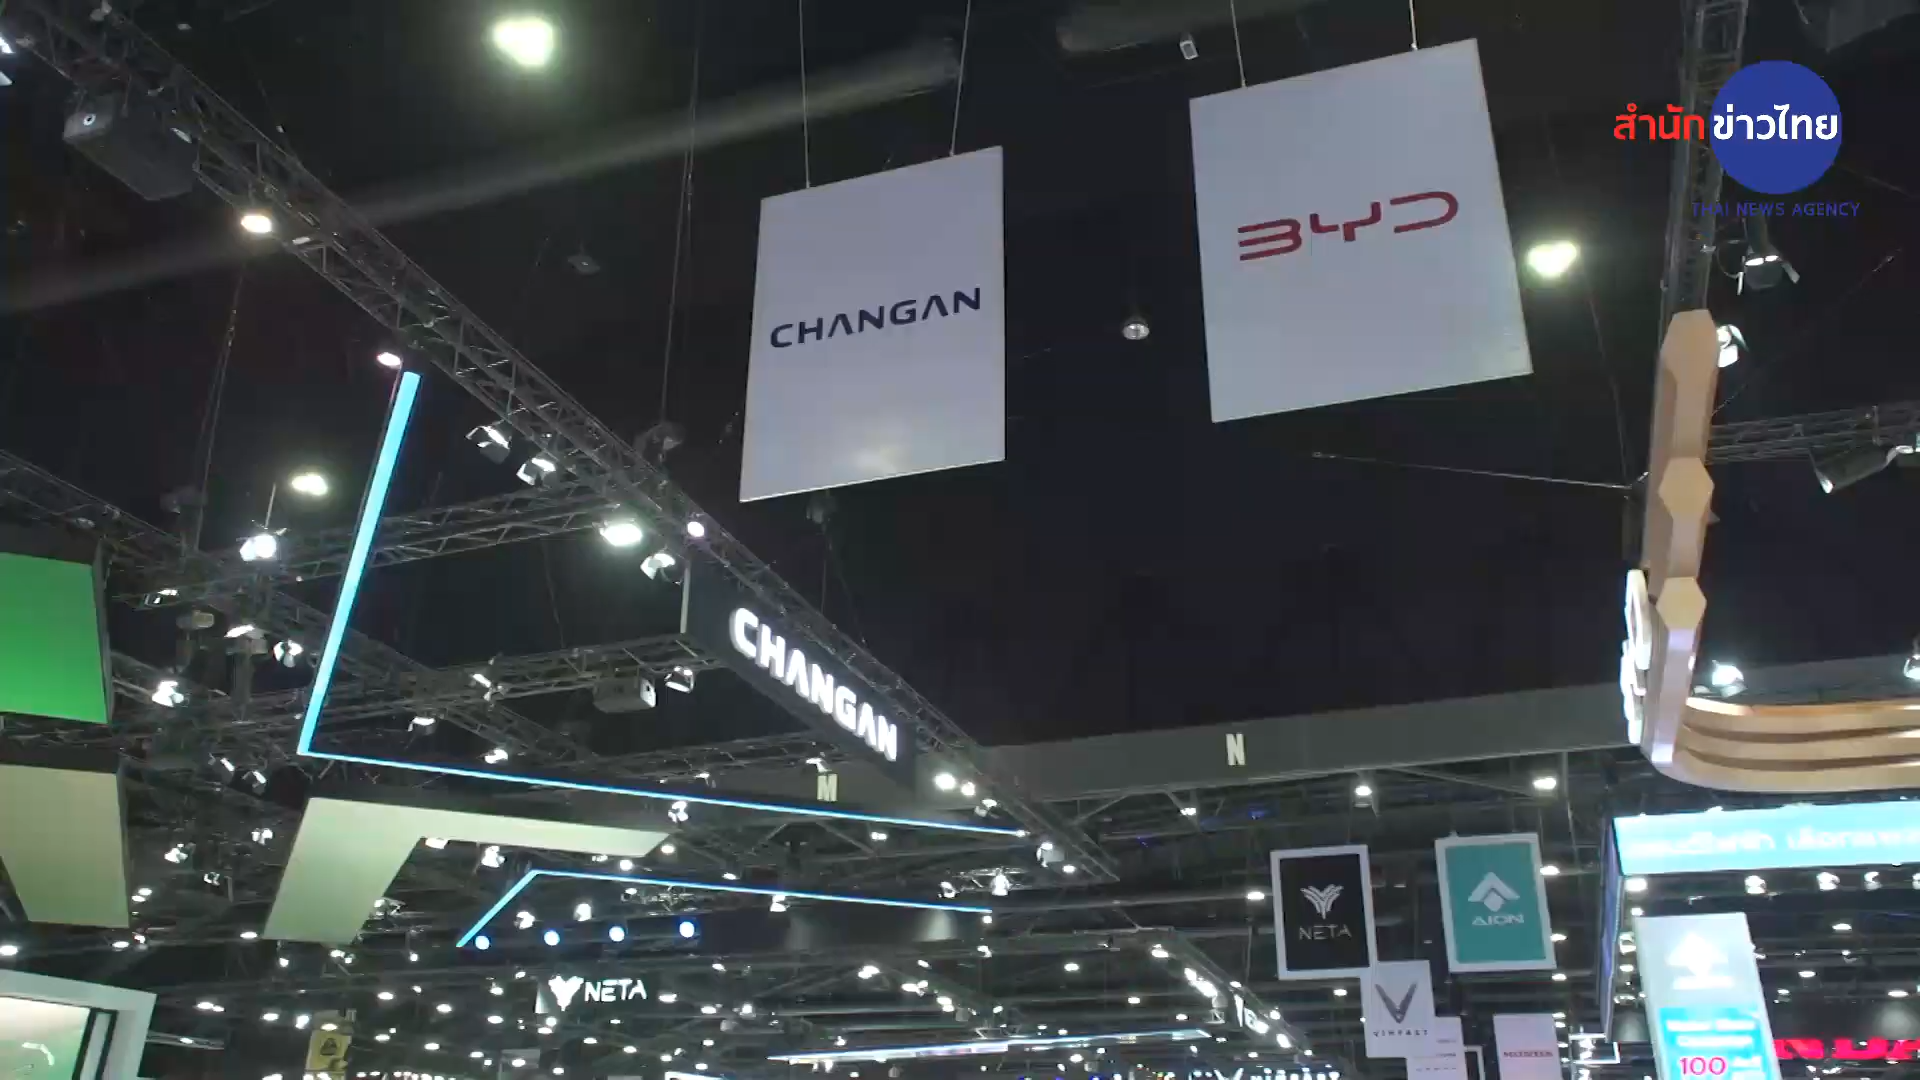 สำนักข่าวไทย
THAI NEWS AGENCY
BYD
CHANGAN
CHANGAN
N
M
NETA
AION
NETA
VINFAST
100